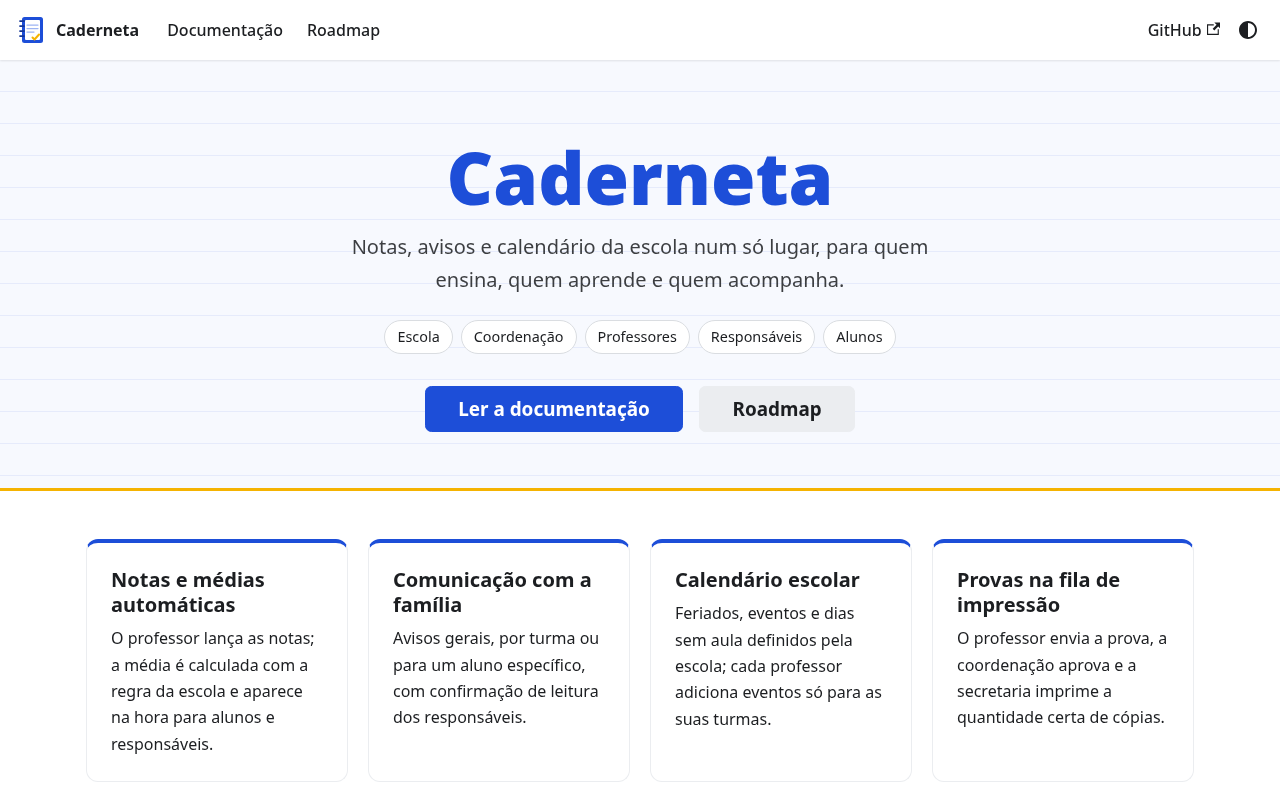 Caderneta
Documentação
Roadmap
GitHub
Caderneta
Notas, avisos e calendário da escola num só lugar, para quem
ensina, quem aprende e quem acompanha.
Escola
Coordenação
Professores
Responsáveis
Alunos
Ler a documentação
Roadmap
Notas e médias
automáticas
O professor lança as notas;
a média é calculada com a
regra da escola e aparece
na hora para alunos e
responsáveis.
Comunicação com a
família
Avisos gerais, por turma ou
para um aluno específico,
com confirmação de leitura
dos responsáveis.
Calendário escolar
Feriados, eventos e dias
sem aula definidos pela
escola; cada professor
adiciona eventos só para as
suas turmas.
Provas na fila de
impressão
O professor envia a prova, a
coordenação aprova e a
secretaria imprime a
quantidade certa de cópias.